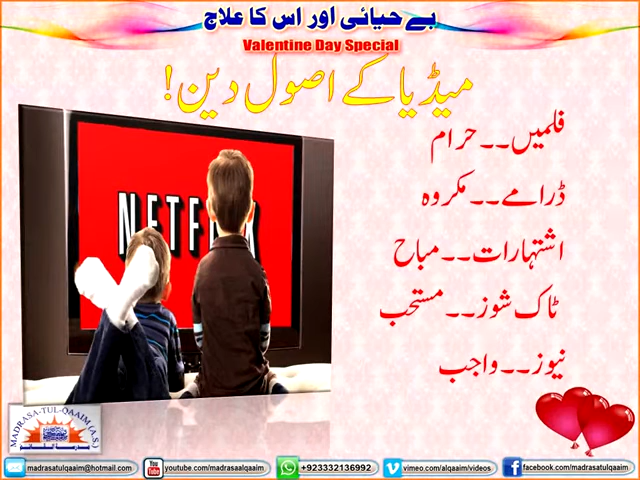 بے حیائی اور اس کا علاج
Valentine Day Special
میڈیا کے اصول دین!
فلمیں۔۔حرام
ڈرامے۔۔مکروہ
اشتہارات۔۔مباح
ٹاک شوز۔۔مستحب
نیوز۔۔واجب
NETFLIX
MADRASA-TUL-QAAIM (A.S.)
madrasatulqaaim@hotmail.com
You Tube youtube.com/madrasaalqaaim
+923332136992
vimeo.com/alqaaim/videos
facebook.com/madrasatulqaaim